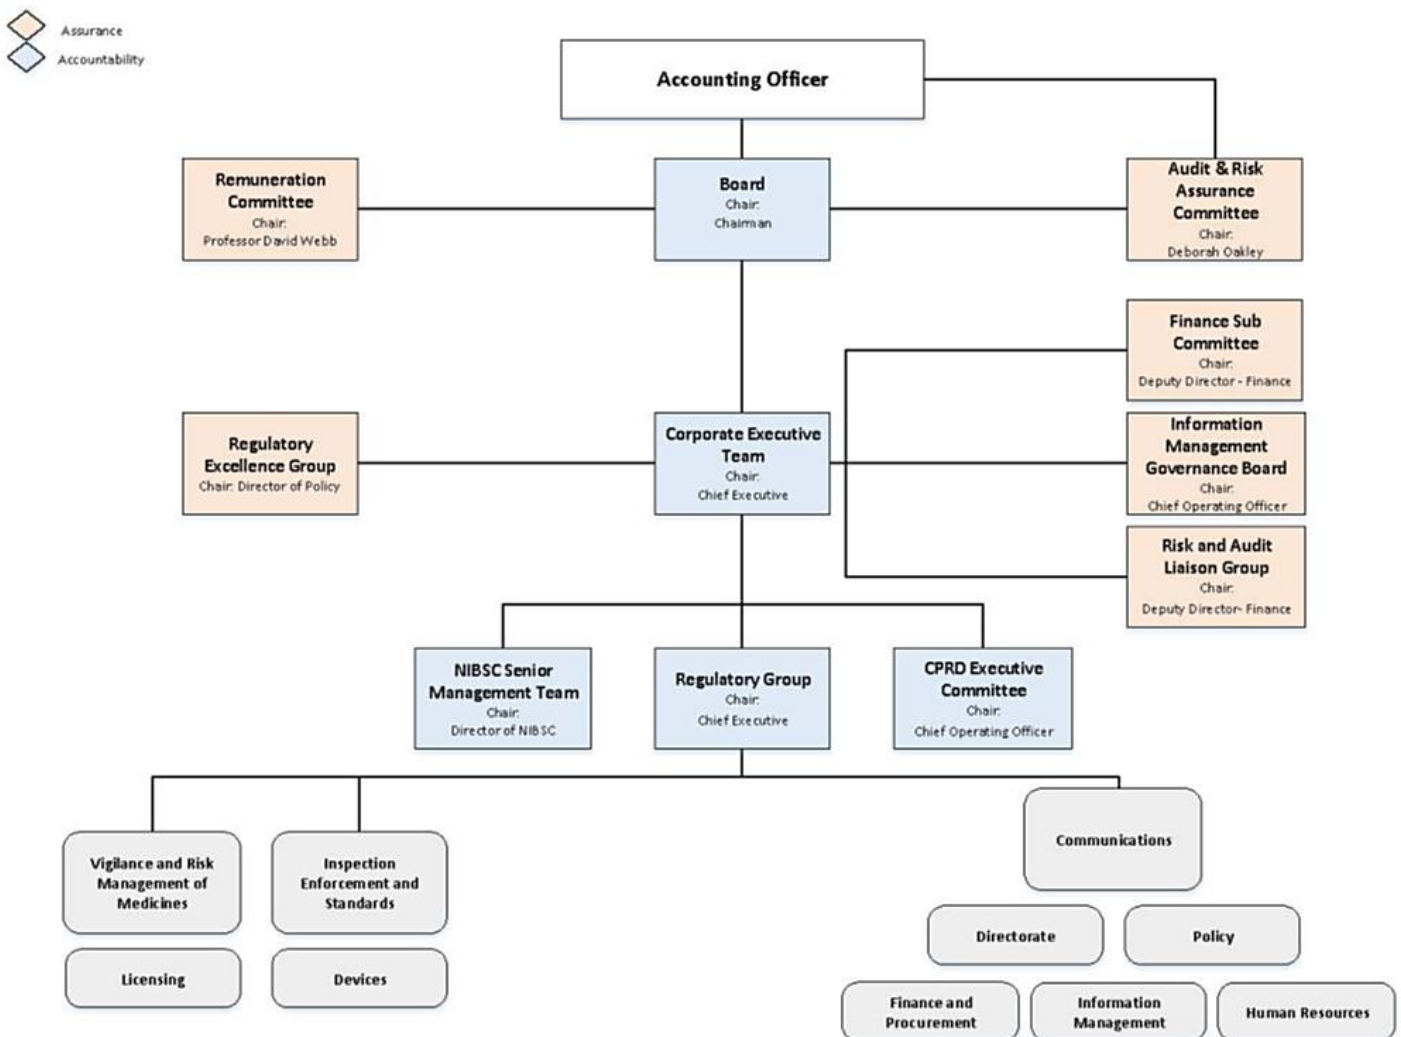 Assurance
Accountability
Accounting Officer
Remuneration
Committee
Chair:
Professor David Webb
Board
Chair:
Chairman
Audit & Risk
Assurance
Committee
Chair:
Deborah Oakley
Finance Sub
Committee
Chair:
Deputy Director - Finance
Regulatory
Excellence Group
Chair: Director of Policy
Corporate Executive
Team
Chair:
Chief Executive
Information
Management
Governance Board
Chair:
Chief Operating Officer
Risk and Audit
Liaison Group
Chair:
Deputy Director- Finance
NIBSC Senior
Management Team
Chair:
Director of NIBSC
Regulatory Group
Chair:
Chief Executive
CPRD Executive
Committee
Chair:
Chief Operating Officer
Vigilance and Risk
Management of
Medicines
Inspection
Enforcement and
Standards
Communications
Licensing
Devices
Directorate
Policy
Finance and
Procurement
Information
Management
Human Resources